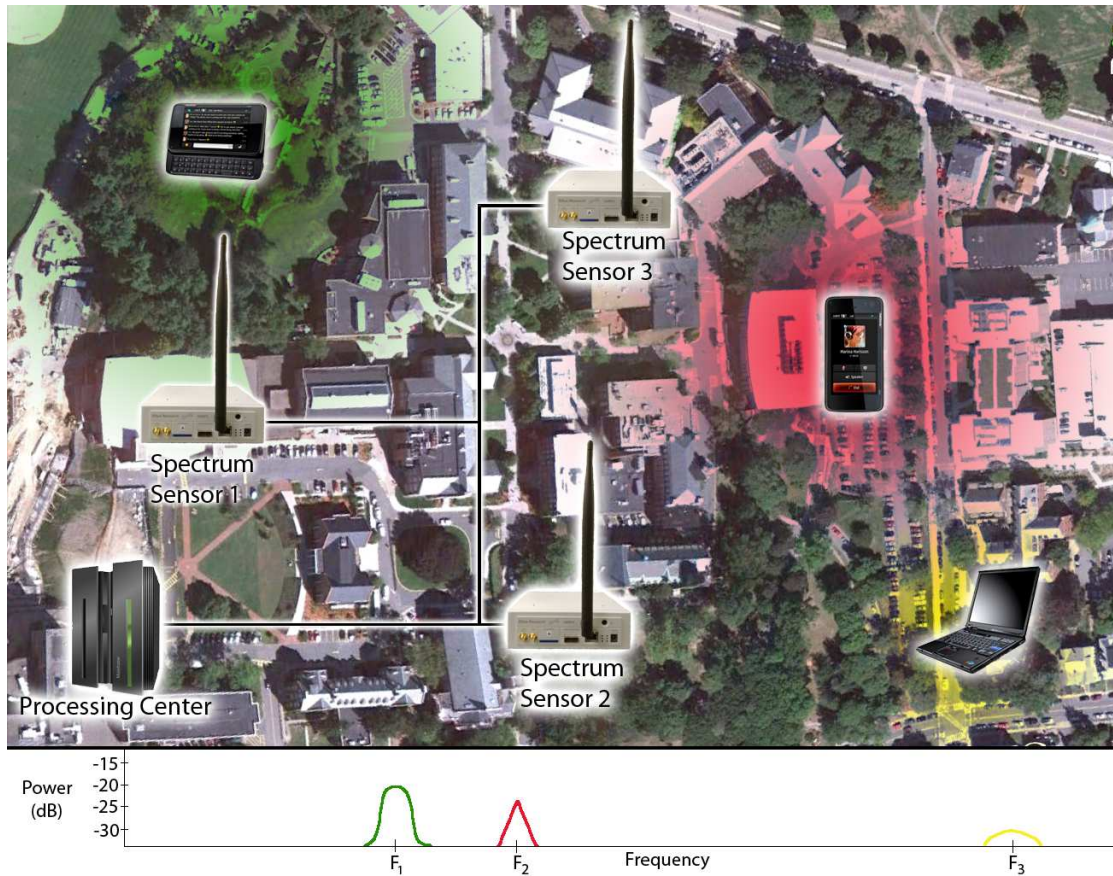 Spectrum
Sensor 3
Spectrum
Sensor 1
Spectrum
Sensor 2
Processing Center
Power
(dB)
-15
-20
-25
-30
F1
F2
Frequency
F3